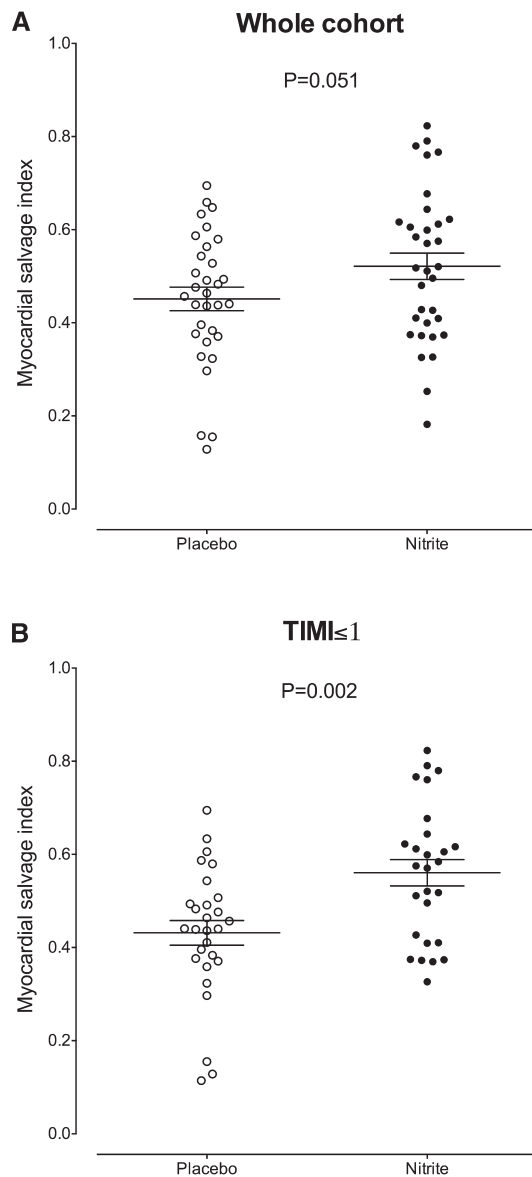 A
Whole cohort
P=0.051
Myocardial salvage index
1.0
0.8
0.6
0.4
0.2
0.0
Placebo
Nitrite
B
TIMI≤1
P=0.002
Myocardial salvage index
1.0
0.8
0.6
0.4
0.2
0.0
Placebo
Nitrite